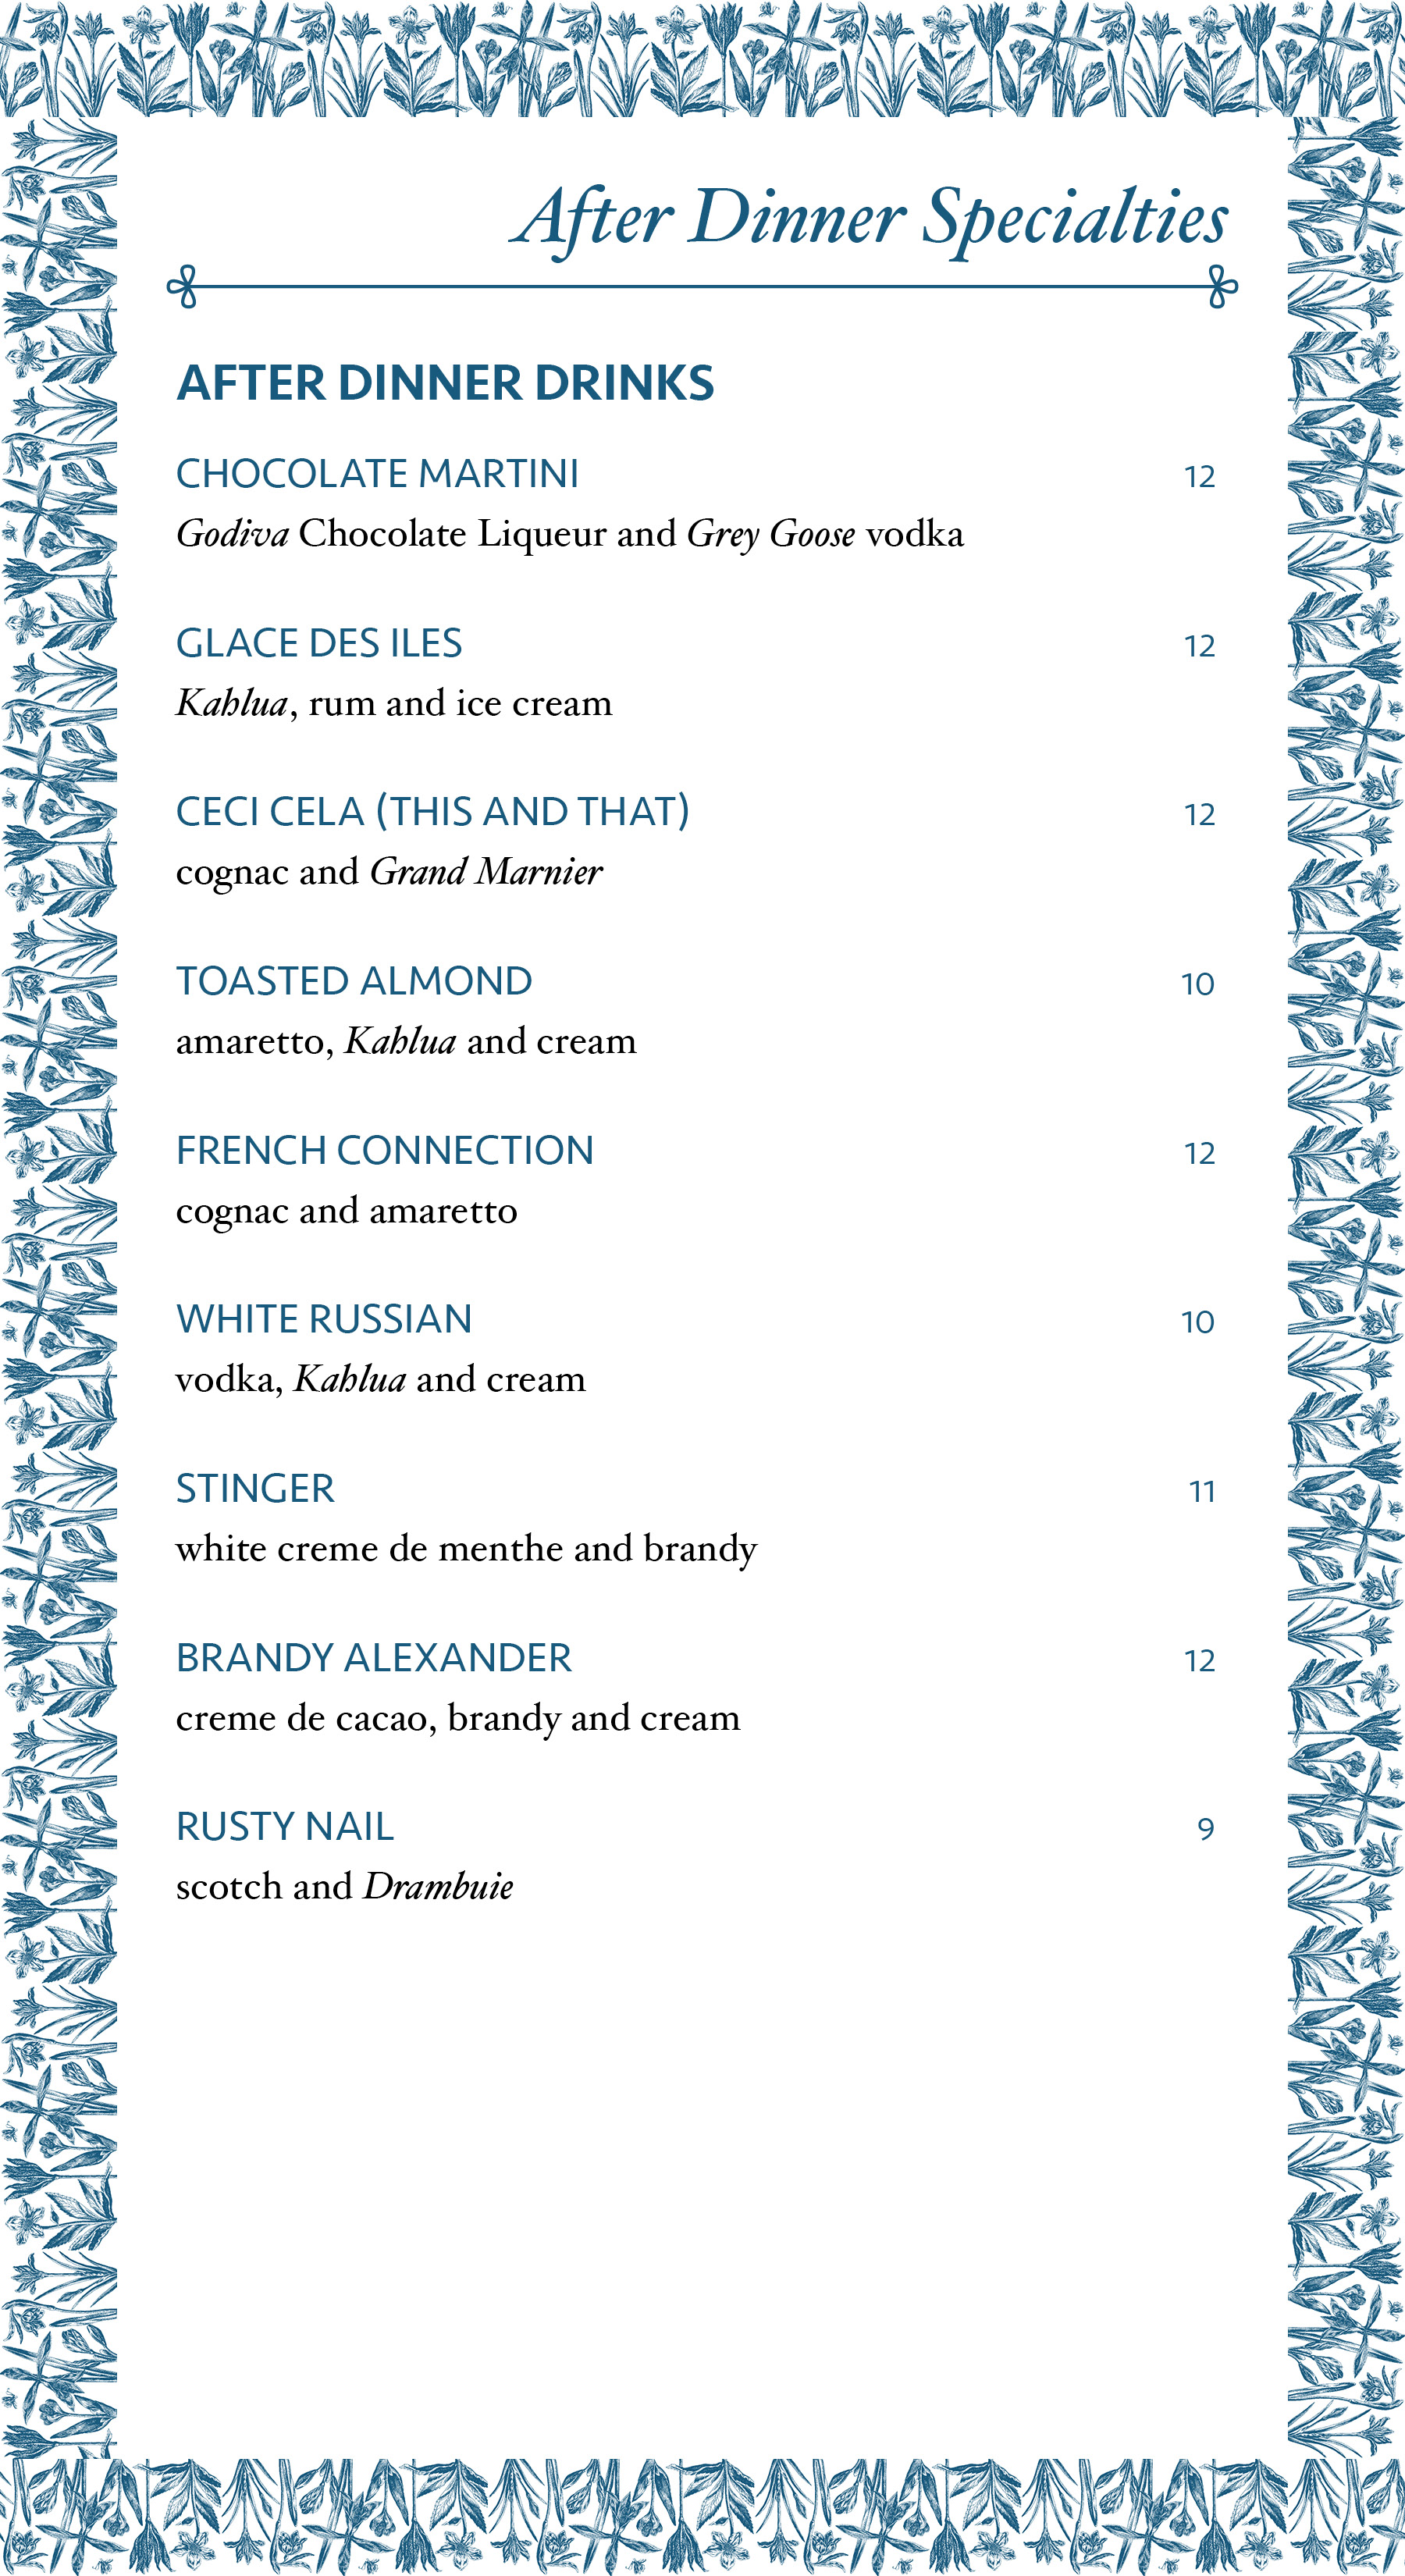 After Dinner Specialties
AFTER DINNER DRINKS
CHOCOLATE MARTINI 12
Godiva Chocolate Liqueur and Grey Goose vodka
GLACE DES ILES 12
Kahlua, rum and ice cream
CECI CELA (THIS AND THAT) 12
cognac and Grand Marnier
TOASTED ALMOND 10
amaretto, Kahlua and cream
FRENCH CONNECTION 12
cognac and amaretto
WHITE RUSSIAN 10
vodka, Kahlua and cream
STINGER 11
white creme de menthe and brandy
BRANDY ALEXANDER 12
creme de cacao, brandy and cream
RUSTY NAIL 9
scotch and Drambuie